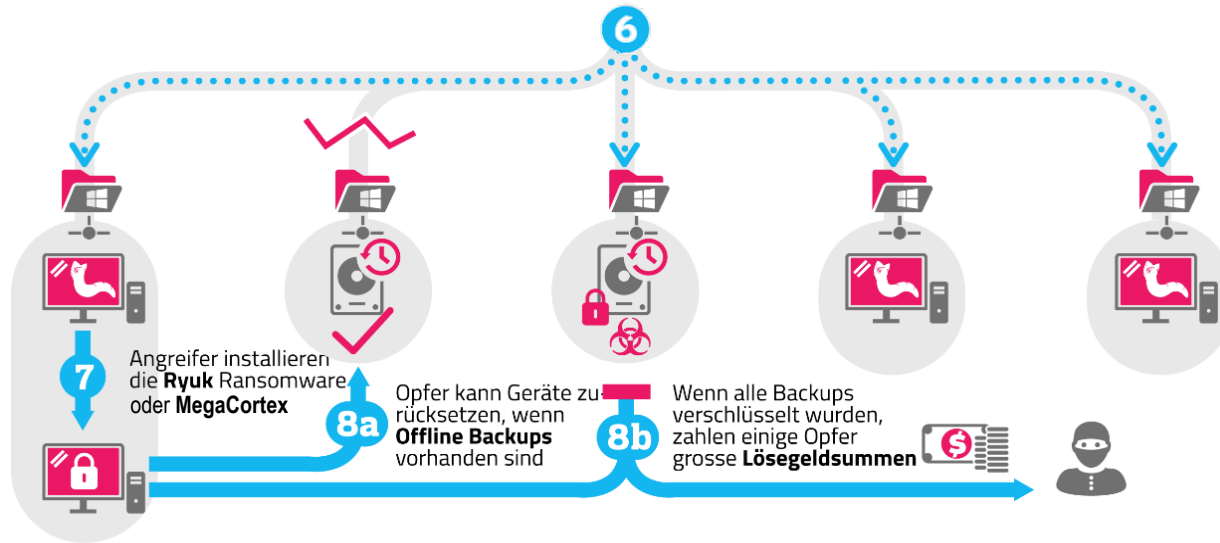 6
7
Angreifer installieren
die Ryuk Ransomware
oder MegaCortex
8a
Opfer kann Geräte zu-
rücksetzen, wenn
Offline Backups
vorhanden sind
8b
Wenn alle Backups
verschlüsselt wurden,
zahlen einige Opfer
grosse Lösegeldsummen
$